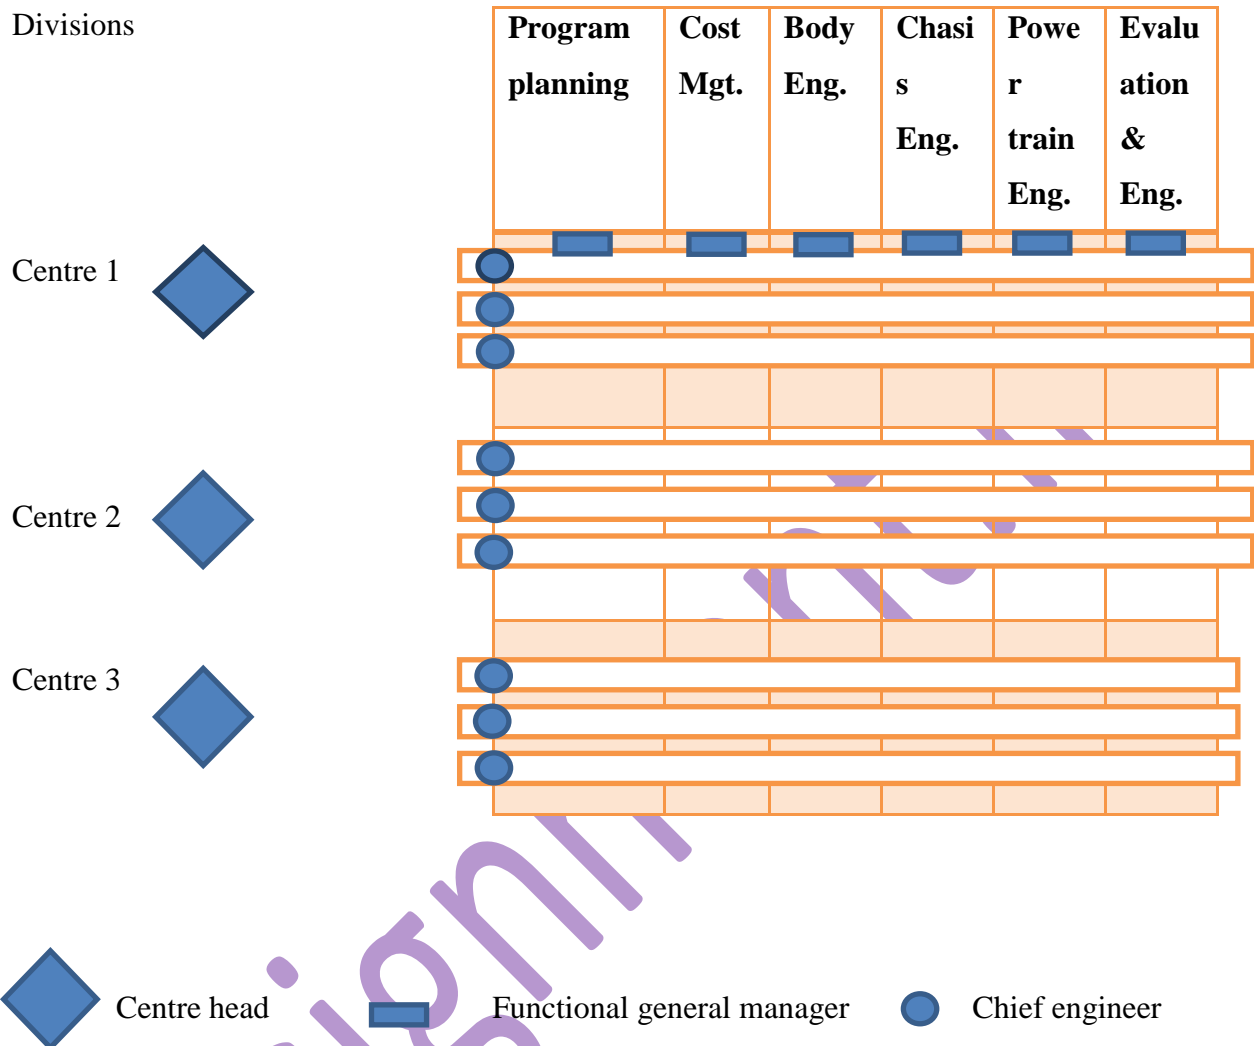 Divisions
Program planning
Cost Mgt.
Body Eng.
Chasi s Eng.
Powe r train Eng.
Evalu ation & Eng.
Centre 1
Centre 2
Centre 3
Centre head
Functional general manager
Chief engineer